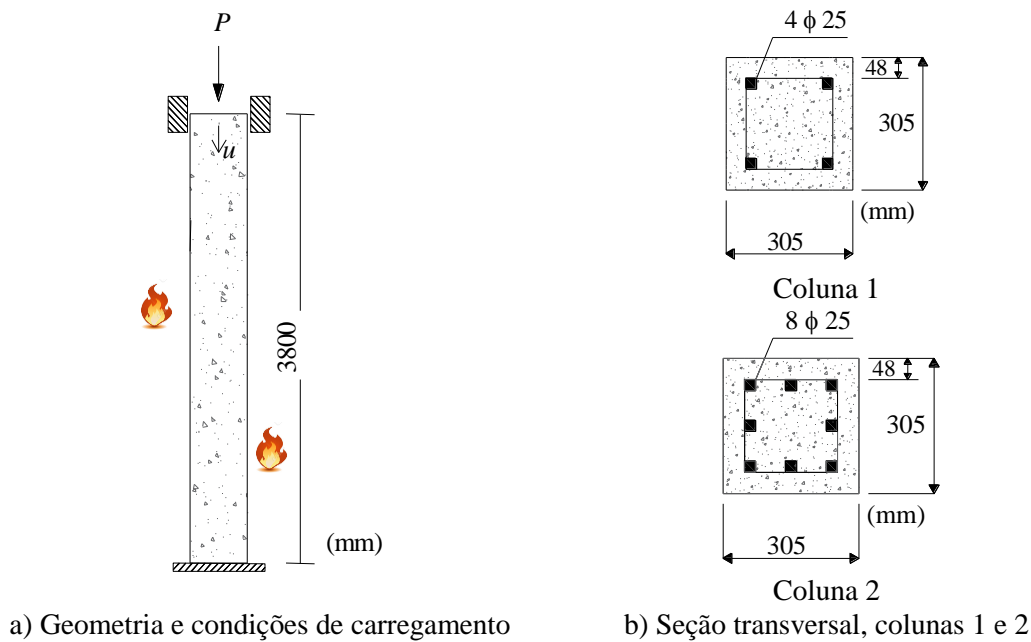 P
u
3800
(mm)
a) Geometria e condições de carregamento
4 ϕ 25
48
305
(mm)
305
Coluna 1
8 ϕ 25
48
305
(mm)
305
Coluna 2
b) Seção transversal, colunas 1 e 2